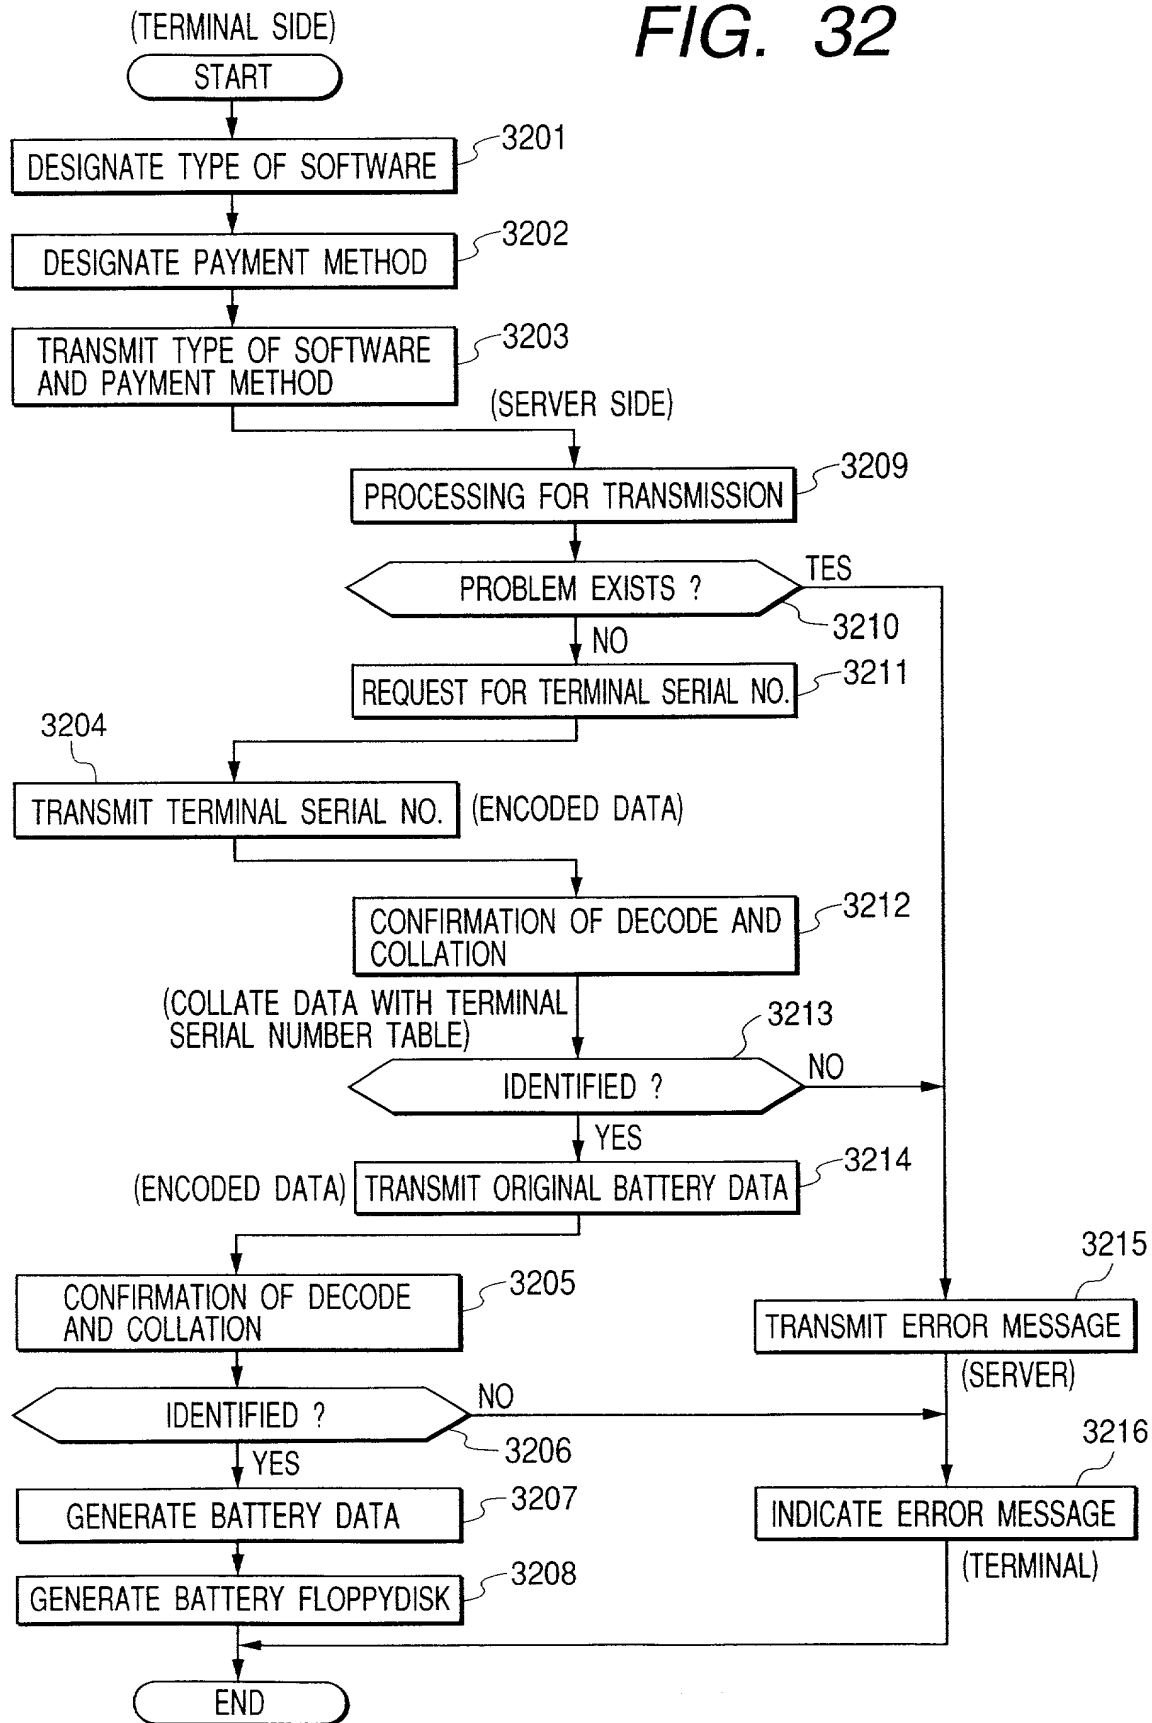 FIG. 32
(TERMINAL SIDE)
START
3201
DESIGNATE TYPE OF SOFTWARE
3202
DESIGNATE PAYMENT METHOD
3203
TRANSMIT TYPE OF SOFTWARE
AND PAYMENT METHOD
(SERVER SIDE)
3209
PROCESSING FOR TRANSMISSION
TES
PROBLEM EXISTS ?
3210
NO
3211
REQUEST FOR TERMINAL SERIAL NO.
3204
TRANSMIT TERMINAL SERIAL NO.
(ENCODED DATA)
3212
CONFIRMATION OF DECODE AND
COLLATION
(COLLATE DATA WITH TERMINAL
SERIAL NUMBER TABLE)
3213
IDENTIFIED ?
NO
YES
3214
(ENCODED DATA)
TRANSMIT ORIGINAL BATTERY DATA
3205
CONFIRMATION OF DECODE
AND COLLATION
3215
TRANSMIT ERROR MESSAGE
(SERVER)
IDENTIFIED ?
NO
3206
YES
3216
3207
GENERATE BATTERY DATA
INDICATE ERROR MESSAGE
(TERMINAL)
3208
GENERATE BATTERY FLOPPYDISK
END